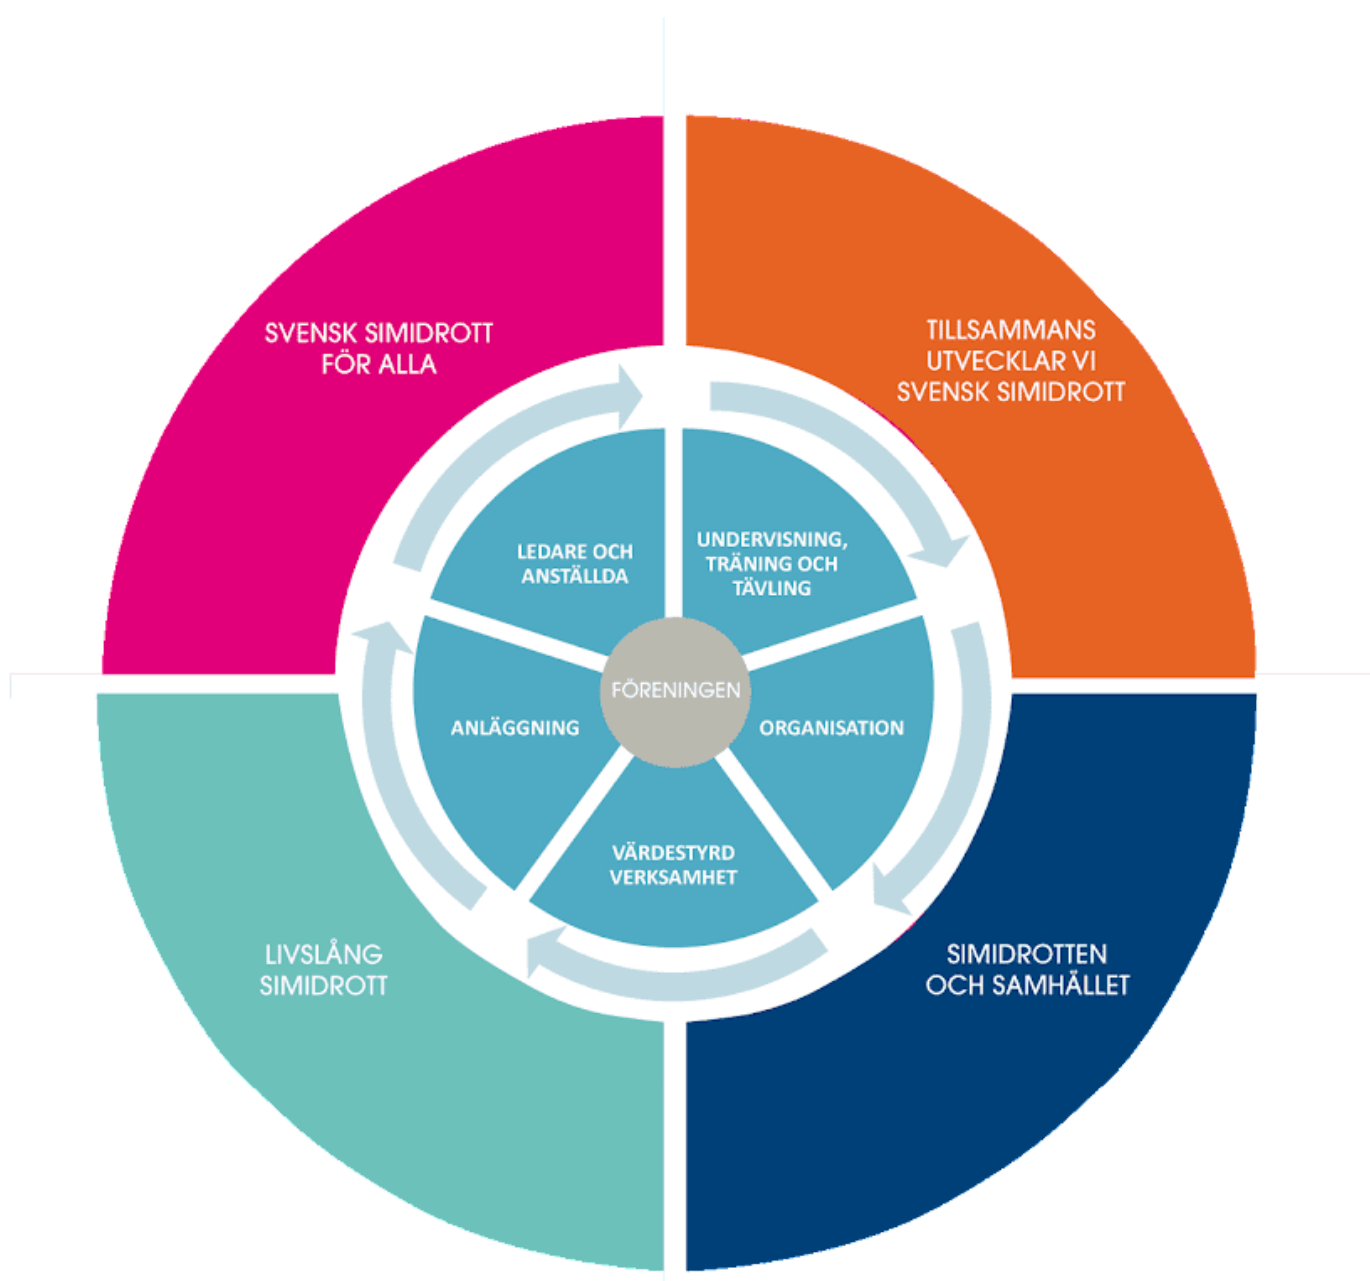 SVENSK SIMIDROTT
FÖR ALLA
TILLSAMMANS
UTVECKLAR VI
SVENSK SIMIDROTT
LEDARE OCH
ANSTÄLLDA
UNDERVISNING,
TRÄNING OCH
TÄVLING
FÖRENINGEN
ANLÄGGNING
ORGANISATION
VÄRDESTYRD
VERKSAMHET
LIVSLÅNG
SIMIDROTT
SIMIDROTTEN
OCH SAMHÄLLET